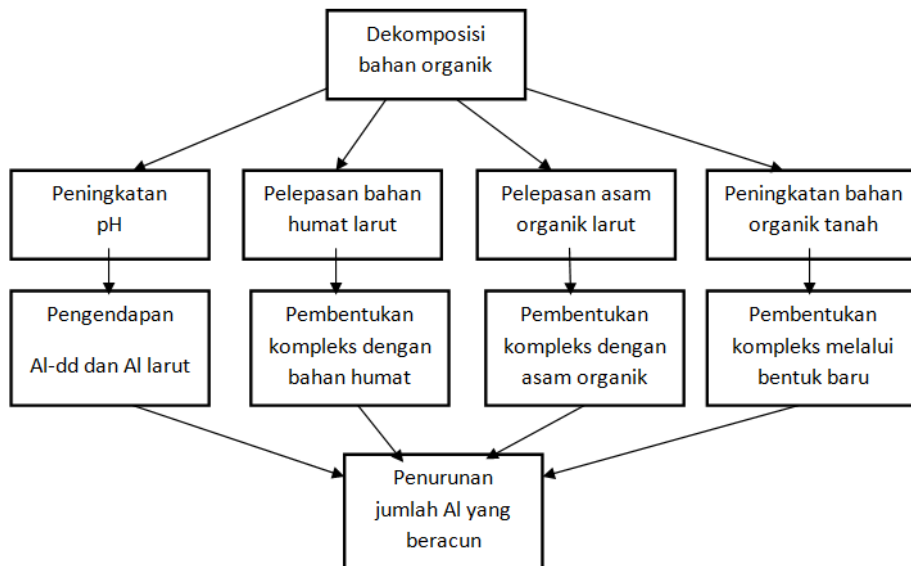 Dekomposisi
bahan organik
Peningkatan
pH
Pelepasan bahan
humat larut
Pelepasan asam
organik larut
Peningkatan bahan
organik tanah
Pengendapan
Al-dd dan Al larut
Pembentukan
kompleks dengan
bahan humat
Pembentukan
kompleks dengan
asam organik
Pembentukan
kompleks melalui
bentuk baru
Penurunan
jumlah Al yang
beracun